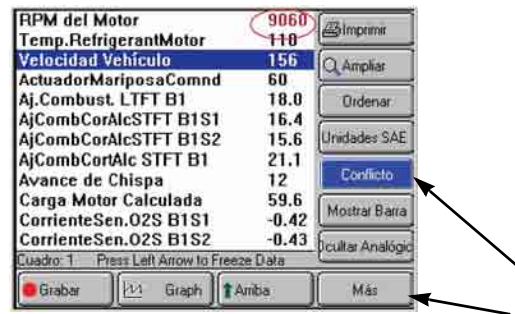 RPM del Motor 9060
Temp.RefrigerantMotor 110
Velocidad Vehículo 156
ActuadorMariposaComnd 60
Aj.Combust. LTFT B1 18.0
AjCombCorAlcSTFT B1S1 16.4
AjCombCorAlcSTFT B1S2 15.6
AjCombCortAlc STFT B1 21.1
Avance de Chispa 12
Carga Motor Calculada 59.6
CorrienteSen.O2S B1S1 -0.42
CorrienteSen.O2S B1S2 -0.43
Cuadro: 1 Press Left Arrow to Freeze Data
Imprimir
Ampliar
Ordenar
Unidades SAE
Conflicto
Mostrar Barra
Ocultar Analógic
Grabar
Graph
Arriba
Más